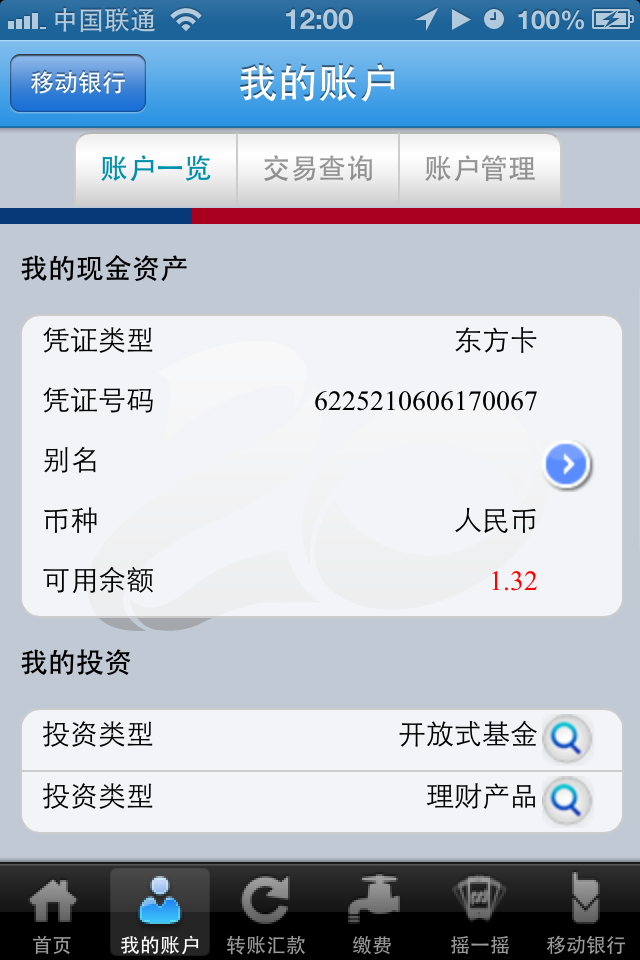 中国联通 12:00 100%
移动银行 我的账户
账户一览 交易查询 账户管理
我的现金资产
凭证类型 东方卡
凭证号码 6225210606170067
别名
币种 人民币
可用余额 1.32
我的投资
投资类型 开放式基金
投资类型 理财产品
首页 我的账户 转账汇款 缴费 摇一摇 移动银行